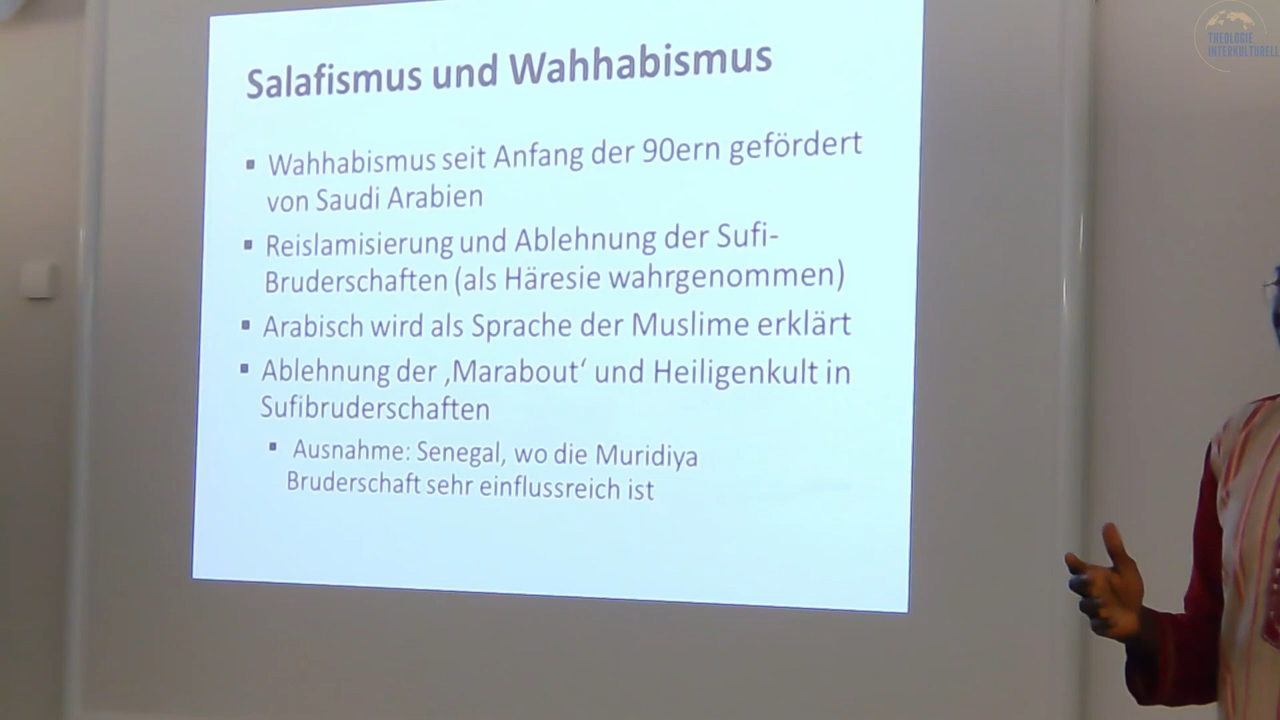 THEOLOGIE
INTERKULTURELL
Salafismus und Wahhabismus
▪ Wahhabismus seit Anfang der 90ern gefördert
von Saudi Arabien
▪ Reislamisierung und Ablehnung der Sufi-
Bruderschaften (als Häresie wahrgenommen)
▪ Arabisch wird als Sprache der Muslime erklärt
▪ Ablehnung der ‚Marabout‘ und Heiligenkult in
Sufibruderschaften
▪ Ausnahme: Senegal, wo die Muridiya
Bruderschaft sehr einflussreich ist